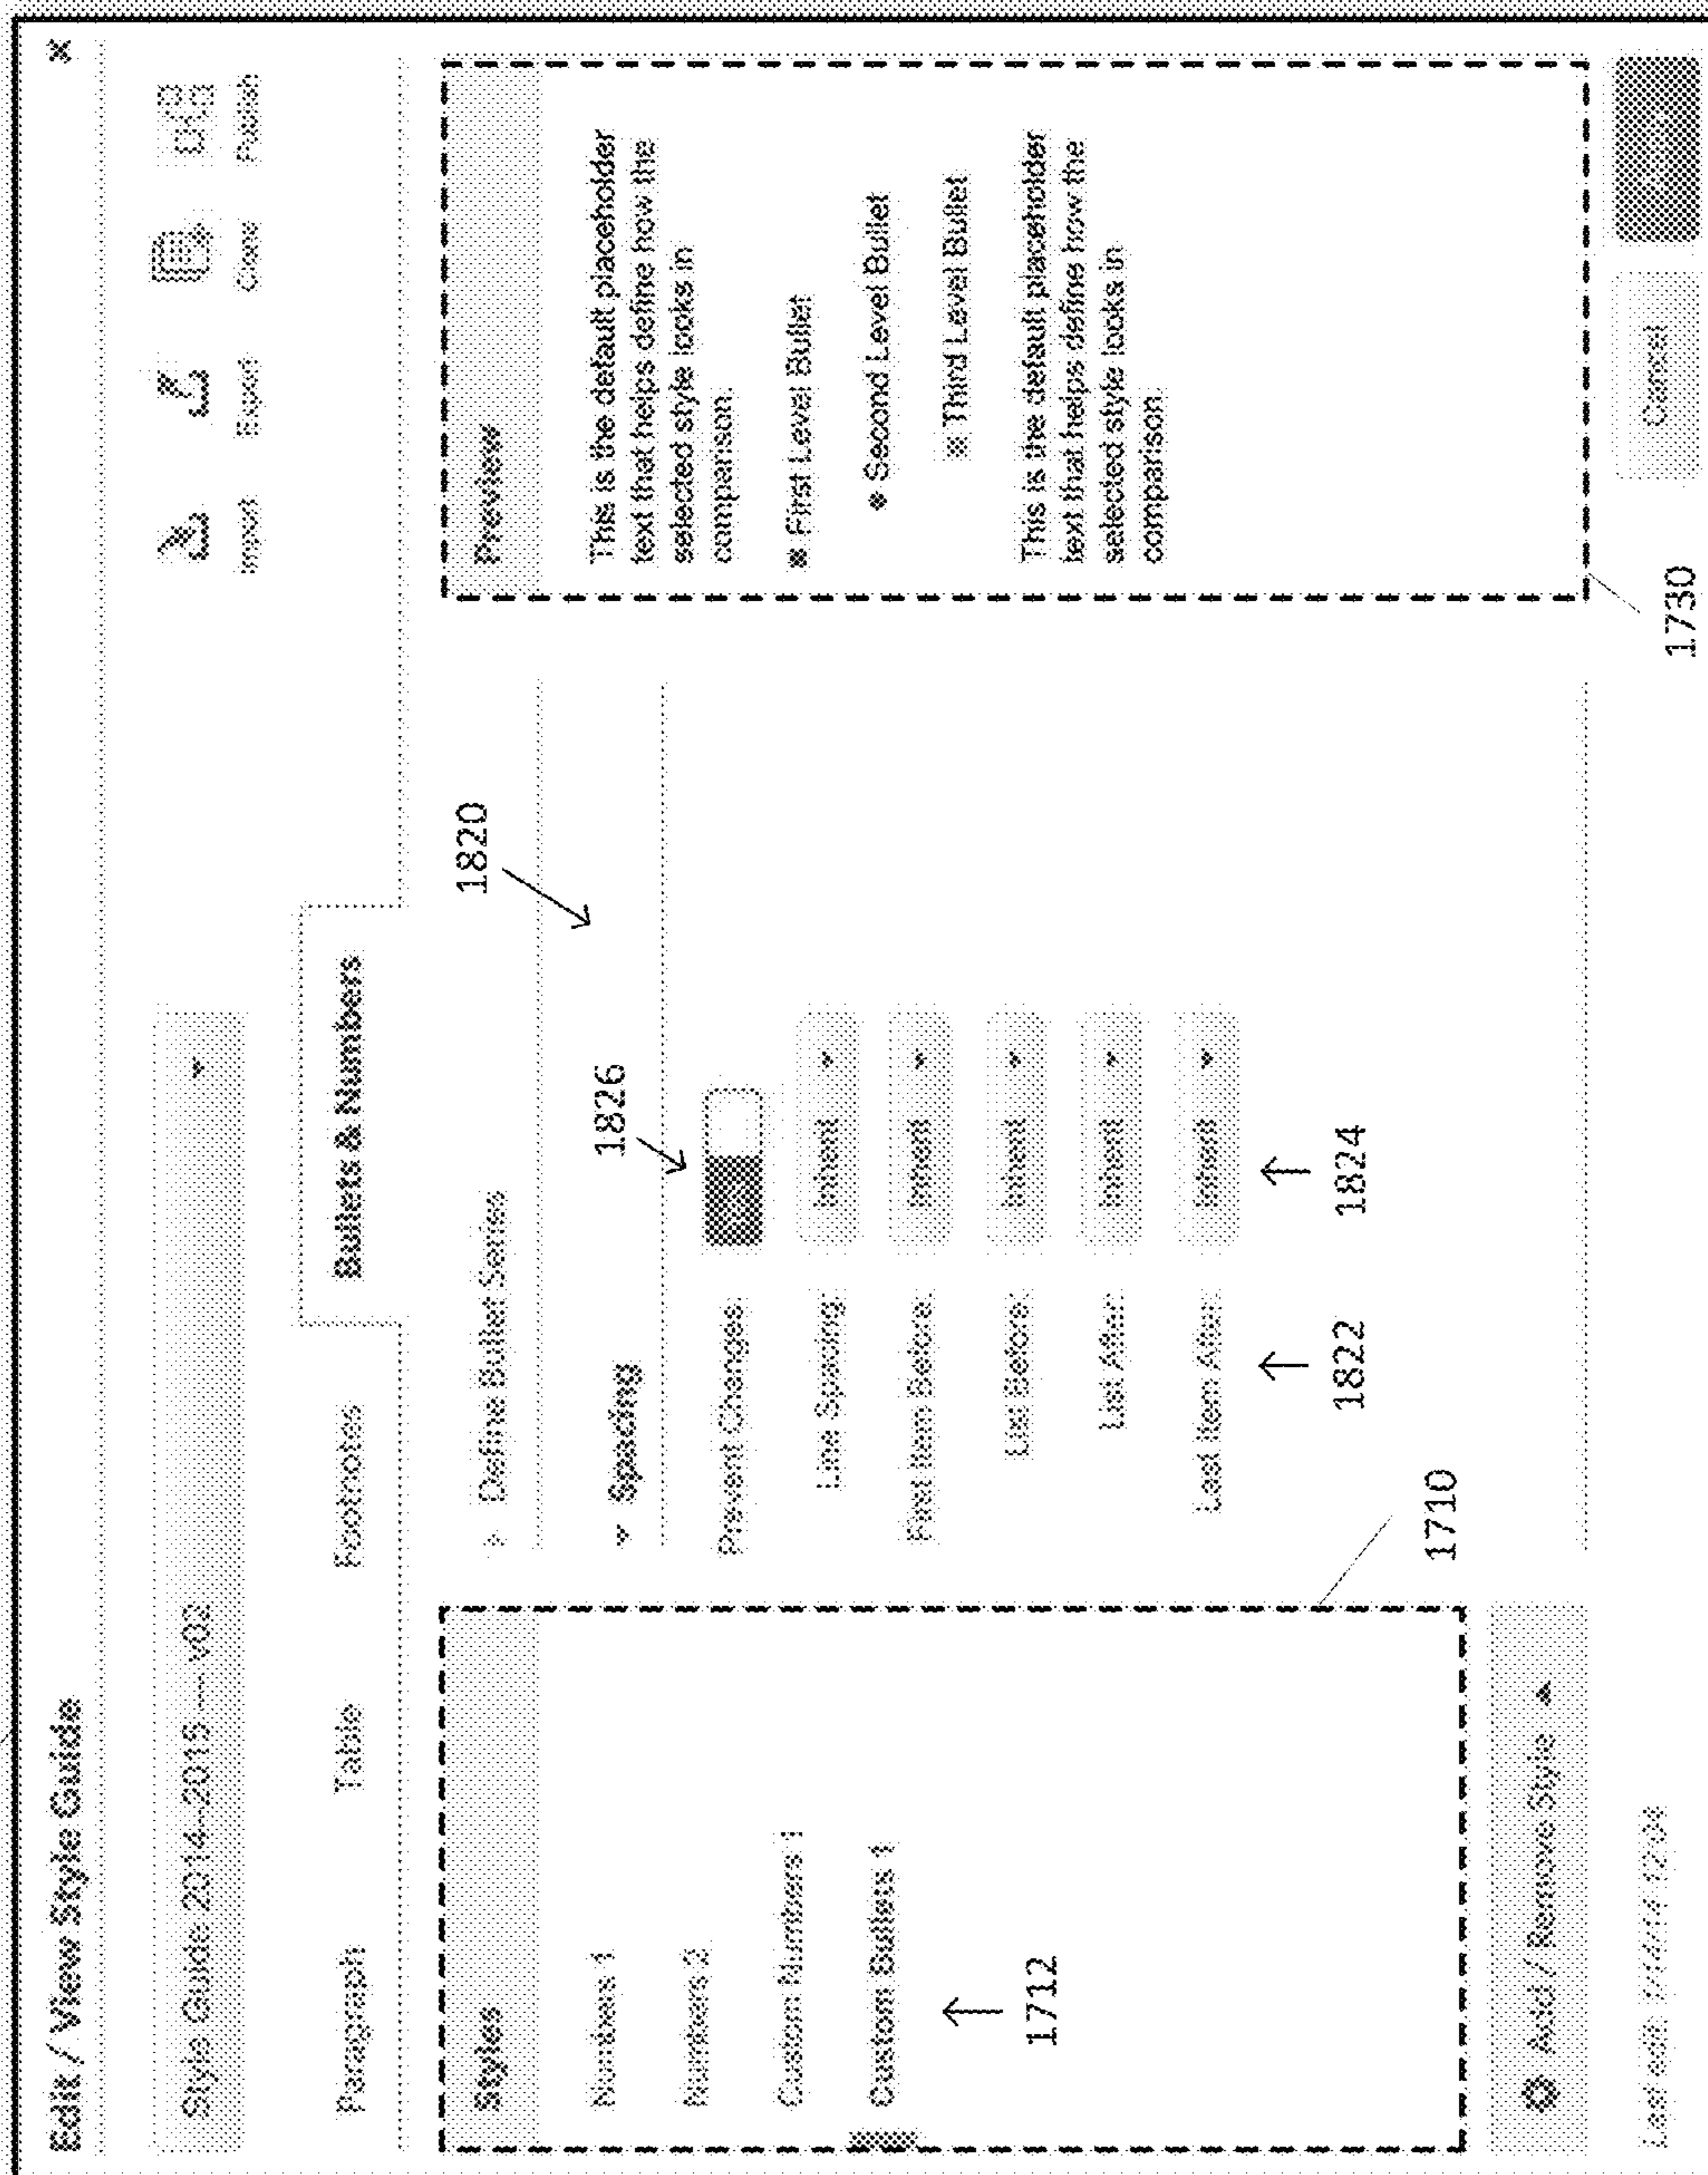 Edit / View Style Guide
×
Style Guide 2014-2015 — v03
Import
Export
Clone
Publish
Paragraph
Table
Footnotes
Bullets & Numbers
Styles
Numbers 1
Numbers 2
Custom Numbers 1
Custom Bullets 1
1712
1710
Add / Remove Style
Define Bullet Series
1820
Spacing
1826
Prevent Changes:
Line Spacing: Inherit
First Item Before: Inherit
List Before: Inherit
List After: Inherit
Last Item After: Inherit
1822
1824
Preview
This is the default placeholder
text that helps define how the
selected style looks in
comparison.
First Level Bullet
Second Level Bullet
Third Level Bullet
This is the default placeholder
text that helps define how the
selected style looks in
comparison.
1730
Last edit:
Cancel